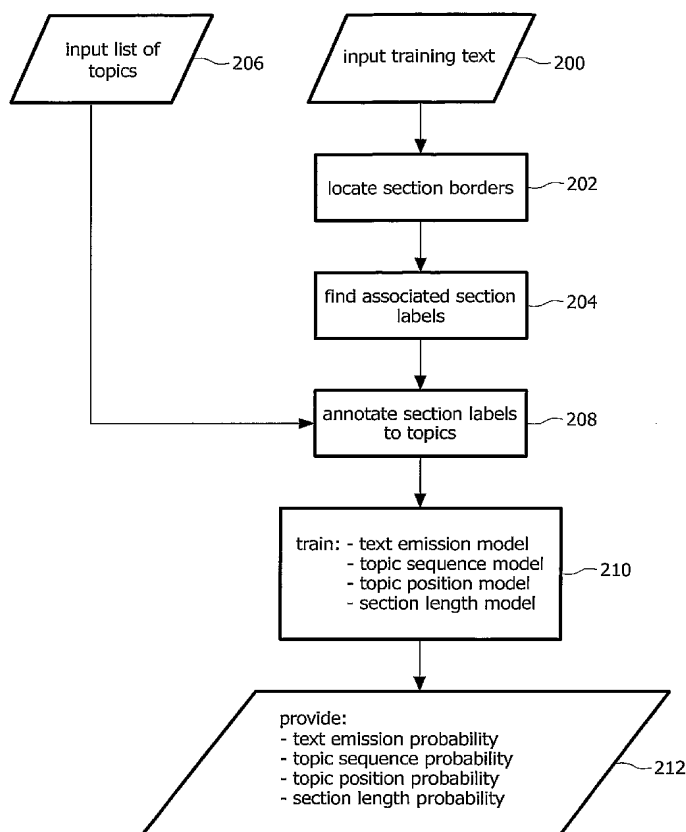 input list of
topics
206
input training text
200
locate section borders
202
find associated section
labels
204
annotate section labels
to topics
208
train: - text emission model
- topic sequence model
- topic position model
- section length model
210
provide:
- text emission probability
- topic sequence probability
- topic position probability
- section length probability
212